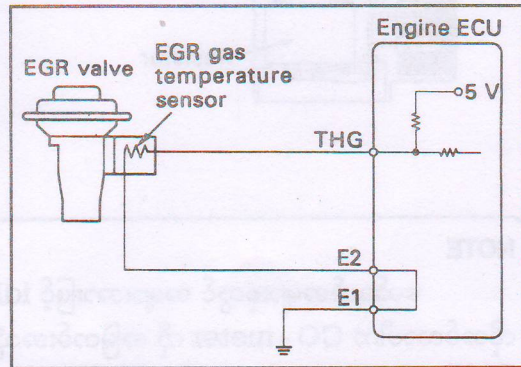 Engine ECU
EGR valve
EGR gas
temperature
sensor
5 V
THG
E2
E1
NOTE